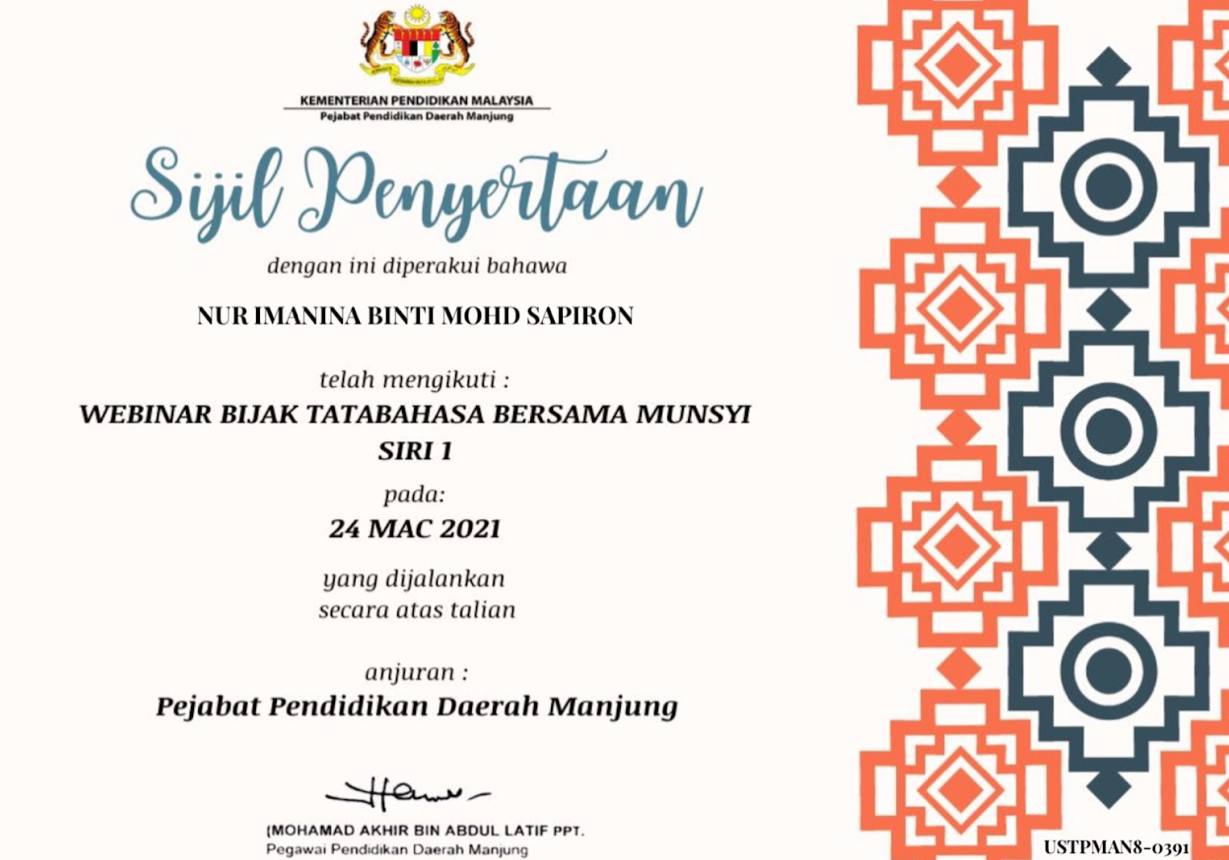 KEMENTERIAN PENDIDIKAN MALAYSIA
Pejabat Pendidikan Daerah Manjung
Sijil Penyertaan
dengan ini diperakui bahawa
NUR IMANINA BINTI MOHD SAPIRON
telah mengikuti :
WEBINAR BIJAK TATABAHASA BERSAMA MUNSYI
SIRI 1
pada:
24 MAC 2021
yang dijalankan
secara atas talian
anjuran :
Pejabat Pendidikan Daerah Manjung
(MOHAMAD AKHIR BIN ABDUL LATIF PPT.
Pegawai Pendidikan Daerah Manjung
USTPMAN8-0391